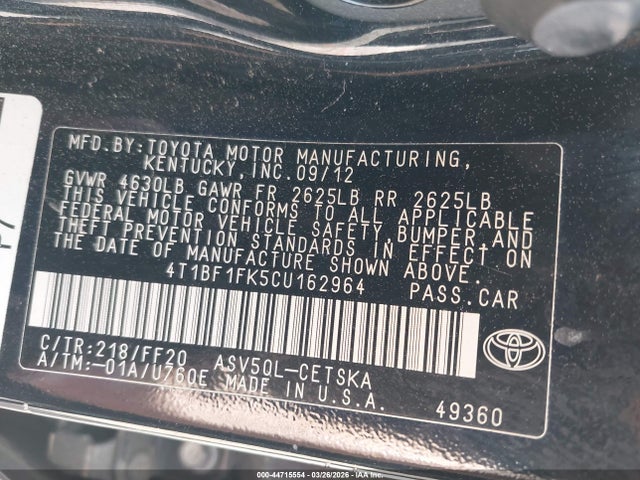 MFD.BY:TOYOTA MOTOR MANUFACTURING,
KENTUCKY,INC.09/12
GVWR 4630LB GAWR FR 2625LB RR 2625LB
THIS VEHICLE CONFORMS TO ALL APPLICABLE
FEDERAL MOTOR VEHICLE SAFETY,BUMPER,AND
THEFT PREVENTION STANDARDS IN EFFECT ON
THE DATE OF MANUFACTURE SHOWN ABOVE.
4T1BF1FK5CU162964 PASS.CAR
C/TR:218/FF20 ASV50L-CETSKA
A/TM:-01A/U760E MADE IN U.S.A.
49360
000-44715554 | 03/26/2026 | IAA Inc.